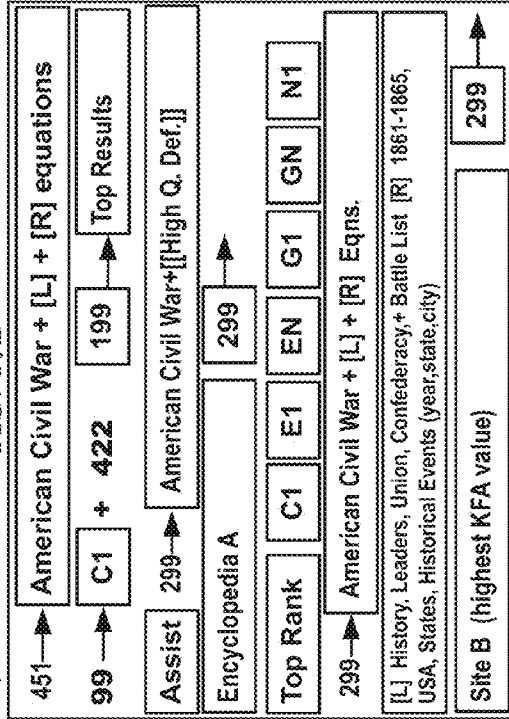 451 American Civil War + [L] + [R] equations
99 C1 + 422 199 Top Results
Assist 299 American Civil War+[[High Q. Def.]]
Encyclopedia A 299
Top Rank C1 E1 EN G1 GN N1
299 American Civil War + [L] + [R] Eqns.
[L] History, Leaders, Union, Confederacy,+ Battle List [R] 1861-1865,
USA, States, Historical Events (year,state,city)
Site B (highest KFA value) 299